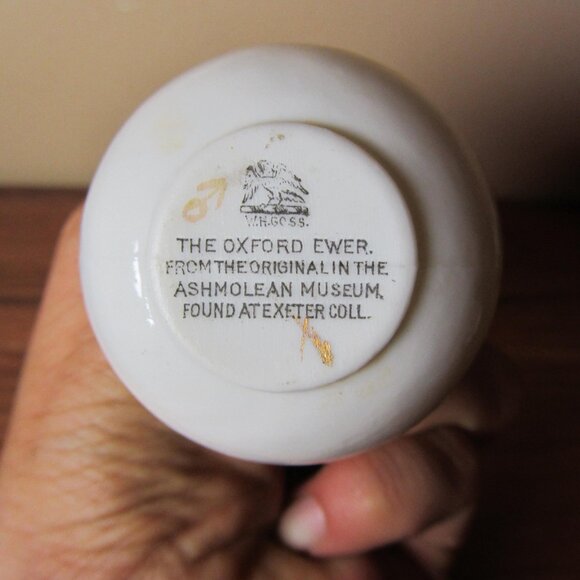 W.H.GOSS.
THE OXFORD EWER.
FROM THE ORIGINAL IN THE
ASHMOLEAN MUSEUM.
FOUND AT EXETER COLL.